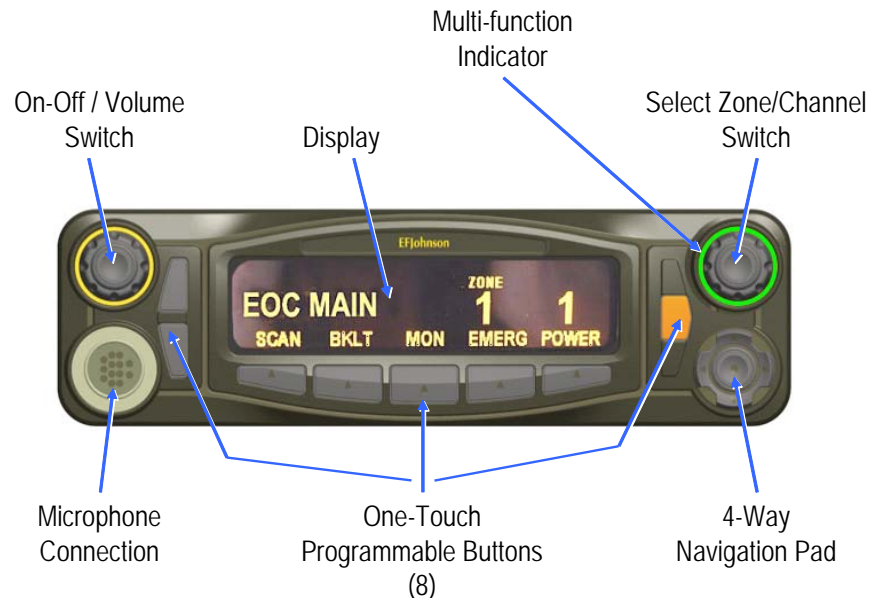 Multi-function
Indicator
On-Off / Volume
Switch
Display
Select Zone/Channel
Switch
EFJohnson
ZONE
EOC MAIN 1 1
SCAN BKLT MON EMERG POWER
Microphone
Connection
One-Touch
Programmable Buttons
(8)
4-Way
Navigation Pad